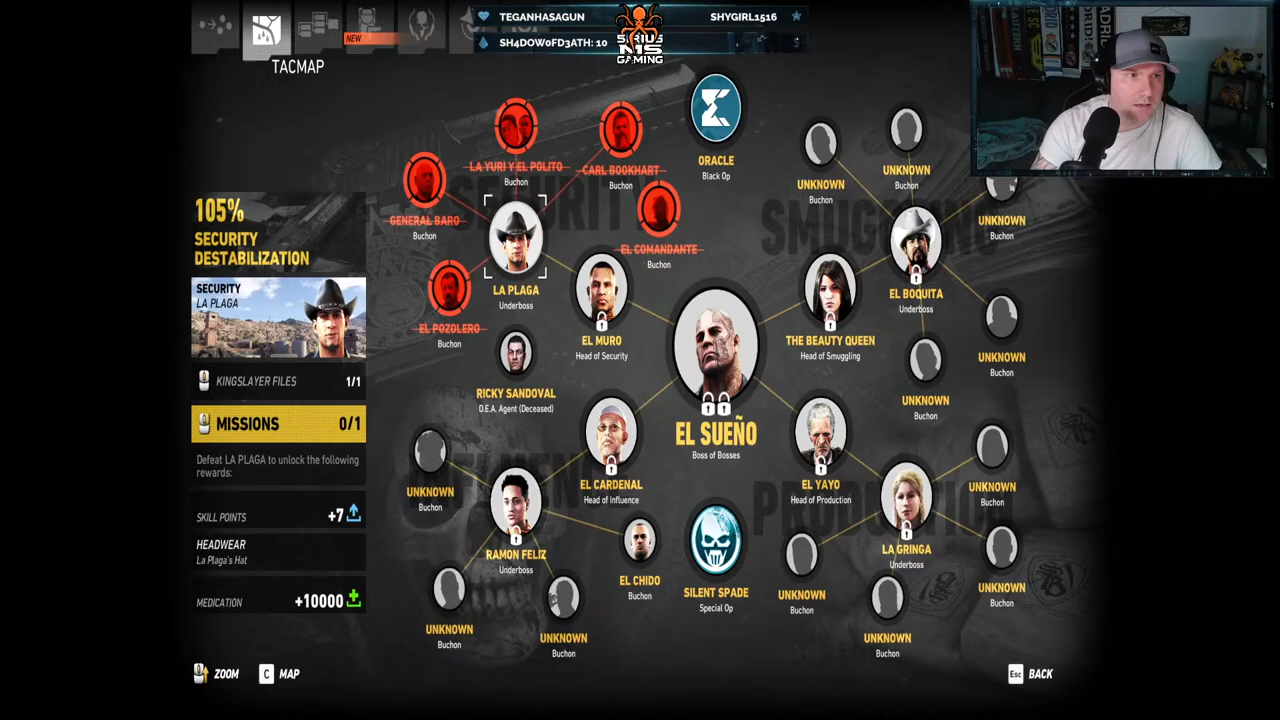 TEGANHASAGUN
SHYGIRL1516
SH4DOWoFD3ATH: 10
SIRIUS
MS
GAMING
NEW
TACMAP
SECURITY
SMUGGLING
INFLUENCE
PRODUCTION
105%
SECURITY
DESTABILIZATION
SECURITY
LA PLAGA
KINGSLAYER FILES 1/1
MISSIONS 0/1
Defeat LA PLAGA to unlock the following
rewards:
SKILL POINTS +7
HEADWEAR
La Plaga's Hat
MEDICATION +10000
LA YURI Y EL POLITO
Buchon
CARL BOOKHART
Buchon
GENERAL BARO
Buchon
EL COMANDANTE
Buchon
EL POZOLERO
Buchon
LA PLAGA
Underboss
EL MURO
Head of Security
RICKY SANDOVAL
D.E.A. Agent (Deceased)
ORACLE
Black Op
UNKNOWN
Buchon
UNKNOWN
Buchon
UNKNOWN
Buchon
EL BOQUITA
Underboss
THE BEAUTY QUEEN
Head of Smuggling
UNKNOWN
Buchon
UNKNOWN
Buchon
EL SUEÑO
Boss of Bosses
EL CARDENAL
Head of Influence
EL YAYO
Head of Production
UNKNOWN
Buchon
RAMON FELIZ
Underboss
EL CHIDO
Buchon
UNKNOWN
Buchon
UNKNOWN
Buchon
SILENT SPADE
Special Op
UNKNOWN
Buchon
LA GRINGA
Underboss
UNKNOWN
Buchon
UNKNOWN
Buchon
UNKNOWN
Buchon
ZOOM
C MAP
Esc BACK